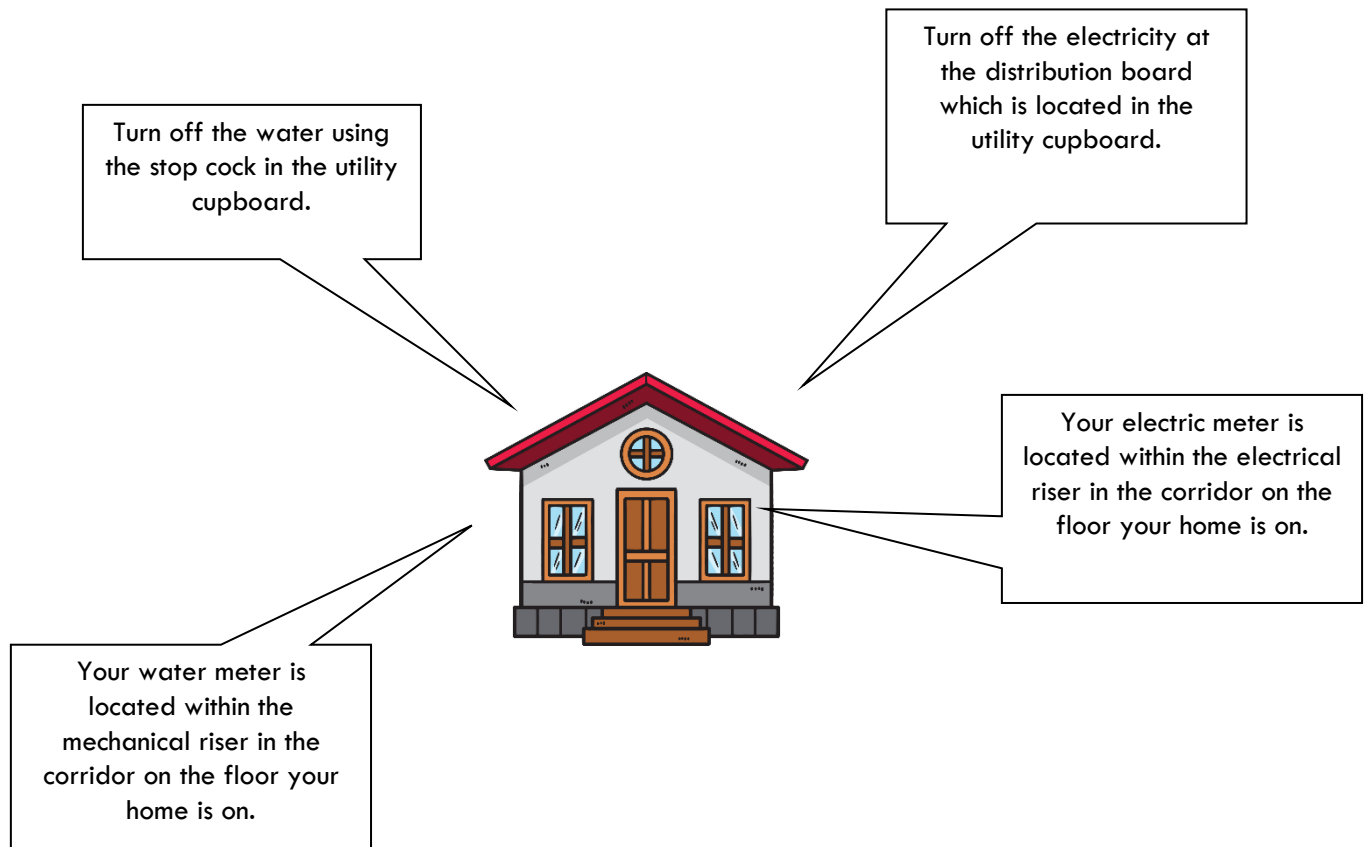 Turn off the water using
the stop cock in the utility
cupboard.
Turn off the electricity at
the distribution board
which is located in the
utility cupboard.
Your electric meter is
located within the electrical
riser in the corridor on the
floor your home is on.
Your water meter is
located within the
mechanical riser in the
corridor on the floor your
home is on.